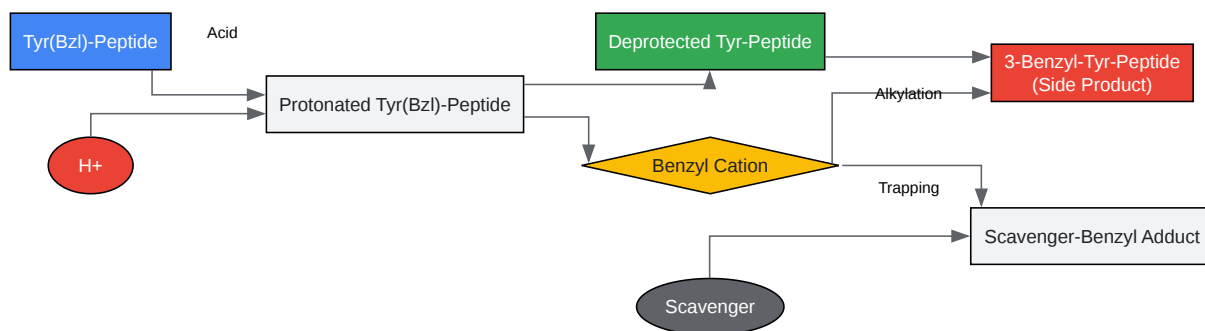 Tyr(Bzl)-Peptide
Acid
Deprotected Tyr-Peptide
3-Benzyl-Tyr-Peptide
(Side Product)
Protonated Tyr(Bzl)-Peptide
Alkylation
H+
Benzyl Cation
Trapping
Scavenger-Benzyl Adduct
Scavenger